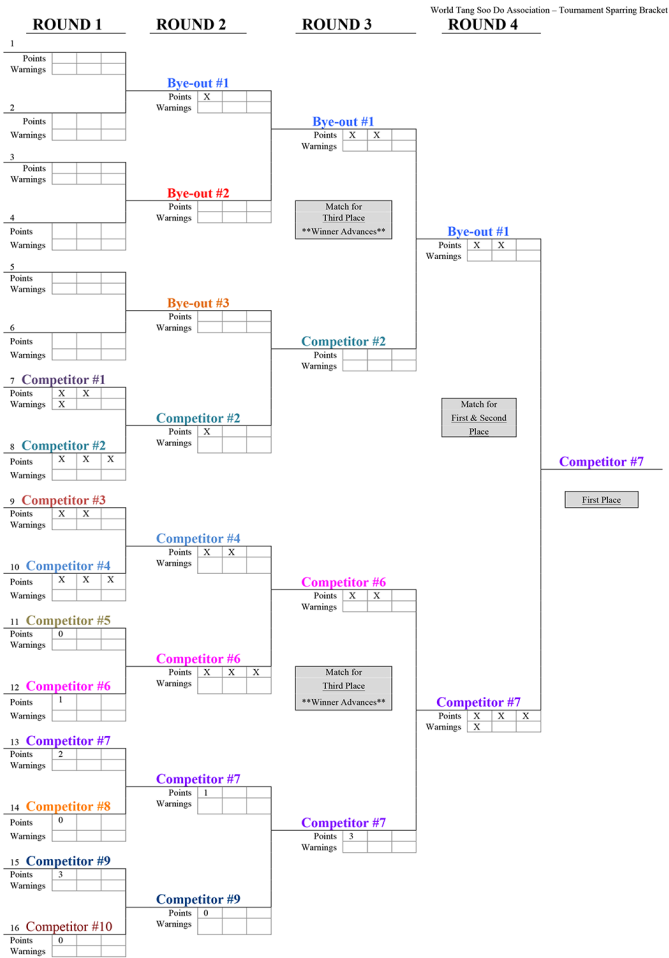 World Tang Soo Do Association – Tournament Sparring Bracket
ROUND 1 ROUND 2 ROUND 3 ROUND 4
1
Points
Warnings
Bye-out #1
Points X
Warnings
2
Points
Warnings
Bye-out #1
Points X X
Warnings
3
Points
Warnings
Bye-out #2
Points
Warnings
4
Points
Warnings
Match for
Third Place
**Winner Advances**
Bye-out #1
Points X X
Warnings
5
Points
Warnings
Bye-out #3
Points
Warnings
6
Points
Warnings
Competitor #2
Points
Warnings
7 Competitor #1
Points X X
Warnings X
Competitor #2
Points X
Warnings
8 Competitor #2
Points X X X
Warnings
Match for
First & Second
Place
Competitor #7
First Place
9 Competitor #3
Points X X
Warnings
Competitor #4
Points X X
Warnings
10 Competitor #4
Points X X X
Warnings
Competitor #6
Points X X
Warnings
11 Competitor #5
Points 0
Warnings
Competitor #6
Points X X X
Warnings
12 Competitor #6
Points 1
Warnings
Match for
Third Place
**Winner Advances**
Competitor #7
Points X X X
Warnings X
13 Competitor #7
Points 2
Warnings
Competitor #7
Points 1
Warnings
14 Competitor #8
Points 0
Warnings
Competitor #7
Points 3
Warnings
15 Competitor #9
Points 3
Warnings
Competitor #9
Points 0
Warnings
16 Competitor #10
Points 0
Warnings